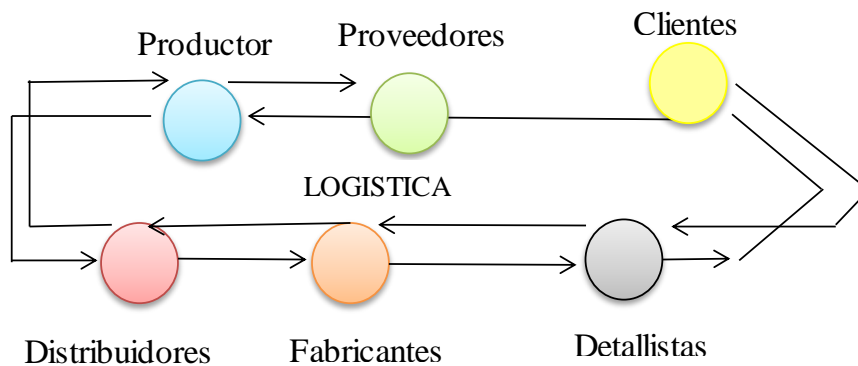 Productor
Proveedores
Clientes
LOGISTICA
Distribuidores
Fabricantes
Detallistas